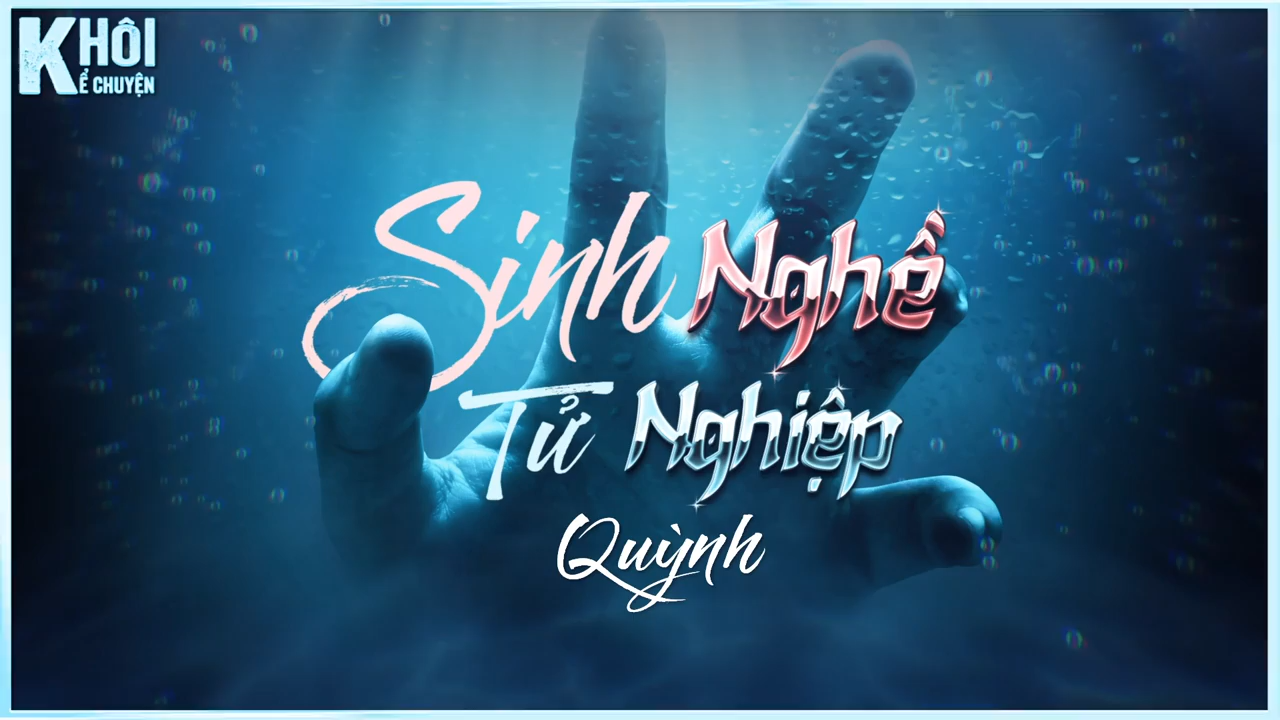 KHÔI
KỂ CHUYỆN
Sinh Nghề
Tử Nghiệp
Quỳnh